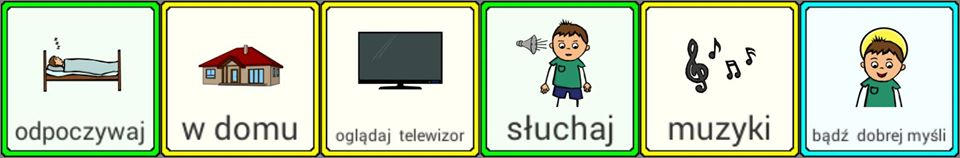 odpoczywaj
w domu
oglądaj telewizor
słuchaj
muzyki
bądź dobrej myśli